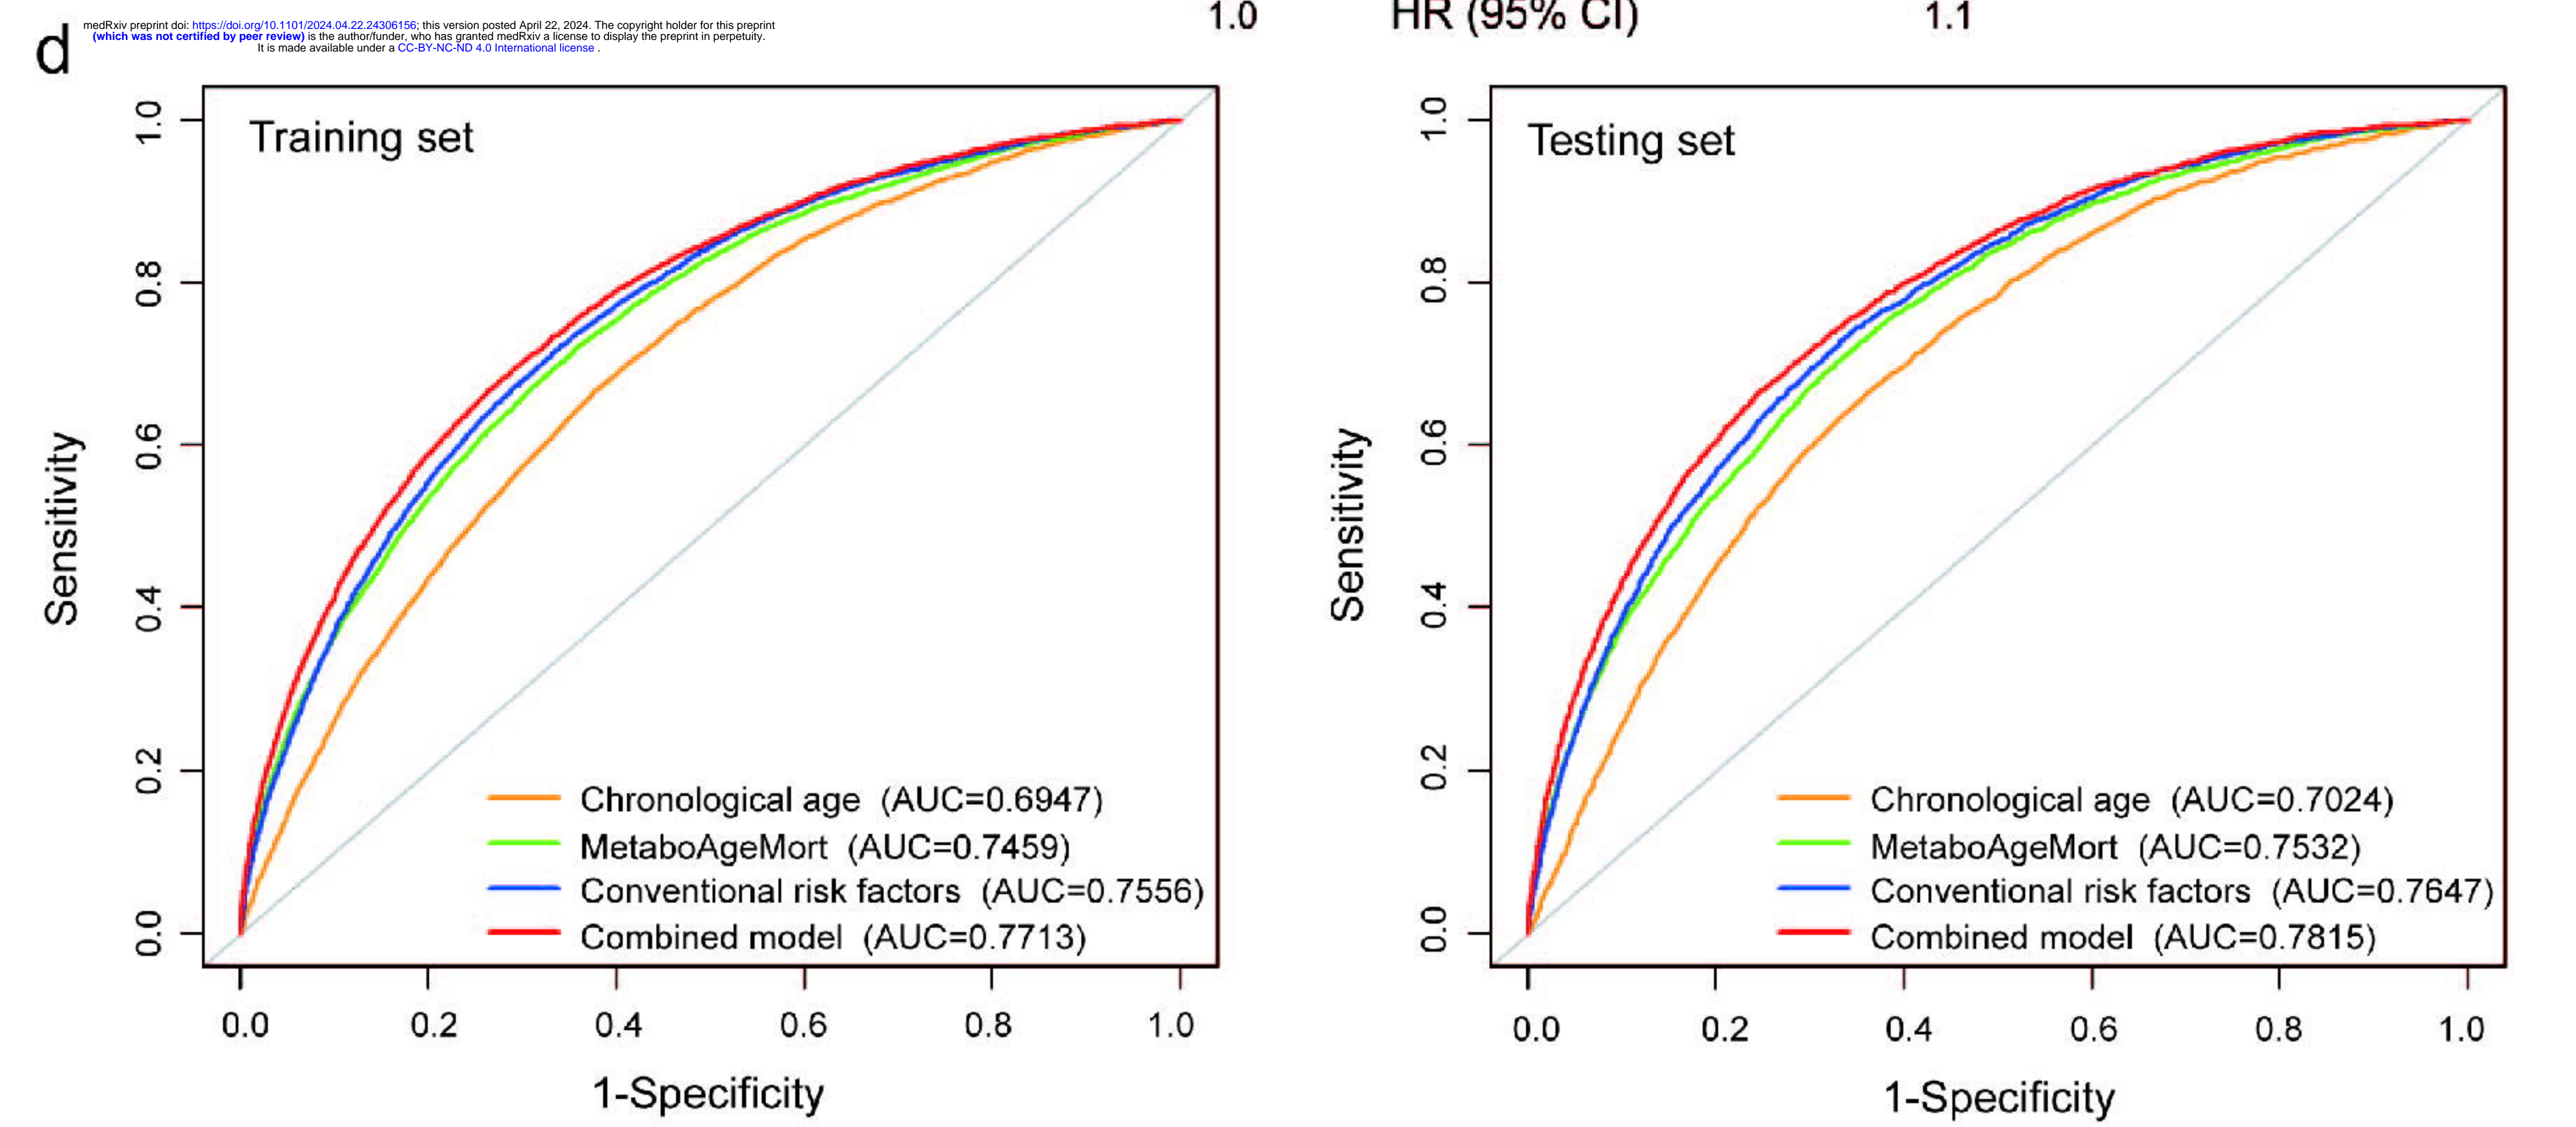 medRxiv preprint doi: https://doi.org/10.1101/2024.04.22.24306156; this version posted April 22, 2024. The copyright holder for this preprint
(which was not certified by peer review) is the author/funder, who has granted medRxiv a license to display the preprint in perpetuity.
It is made available under a CC-BY-NC-ND 4.0 International license .
1.0 HR (95% CI) 1.1
d
Training set
Sensitivity
1.0
0.8
0.6
0.4
0.2
0.0
Chronological age (AUC=0.6947)
MetaboAgeMort (AUC=0.7459)
Conventional risk factors (AUC=0.7556)
Combined model (AUC=0.7713)
0.0 0.2 0.4 0.6 0.8 1.0
1-Specificity
Testing set
Sensitivity
1.0
0.8
0.6
0.4
0.2
0.0
Chronological age (AUC=0.7024)
MetaboAgeMort (AUC=0.7532)
Conventional risk factors (AUC=0.7647)
Combined model (AUC=0.7815)
0.0 0.2 0.4 0.6 0.8 1.0
1-Specificity